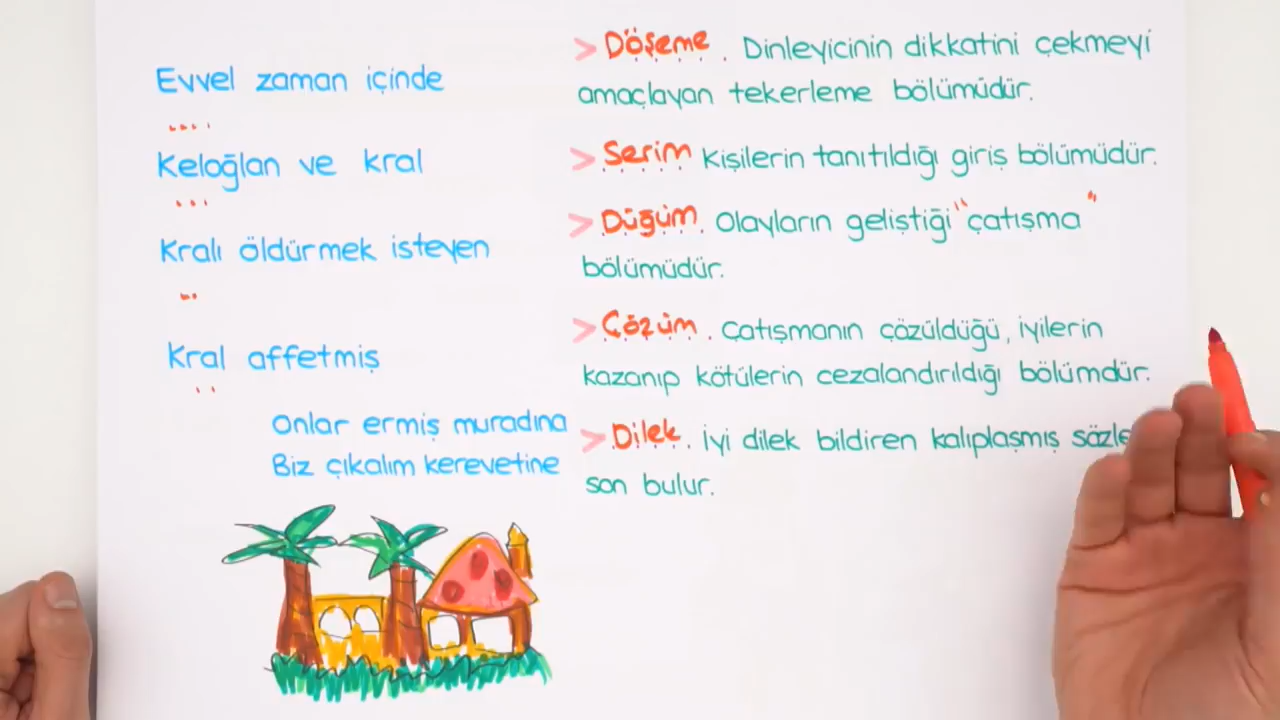 Evvel zaman içinde
Keloğlan ve kral
Kralı öldürmek isteyen
Kral affetmiş
Onlar ermiş muradına
Biz çıkalım kerevetine
> Döşeme. Dinleyicinin dikkatini çekmeyi
amaçlayan tekerleme bölümüdür.
> Serim Kişilerin tanıtıldığı giriş bölümüdür.
> Düğüm. Olayların geliştiği "çatışma"
bölümüdür.
> Çözüm. Çatışmanın çözüldüğü, iyilerin
kazanıp kötülerin cezalandırıldığı bölümdür.
> Dilek. İyi dilek bildiren kalıplaşmış
son bulur.